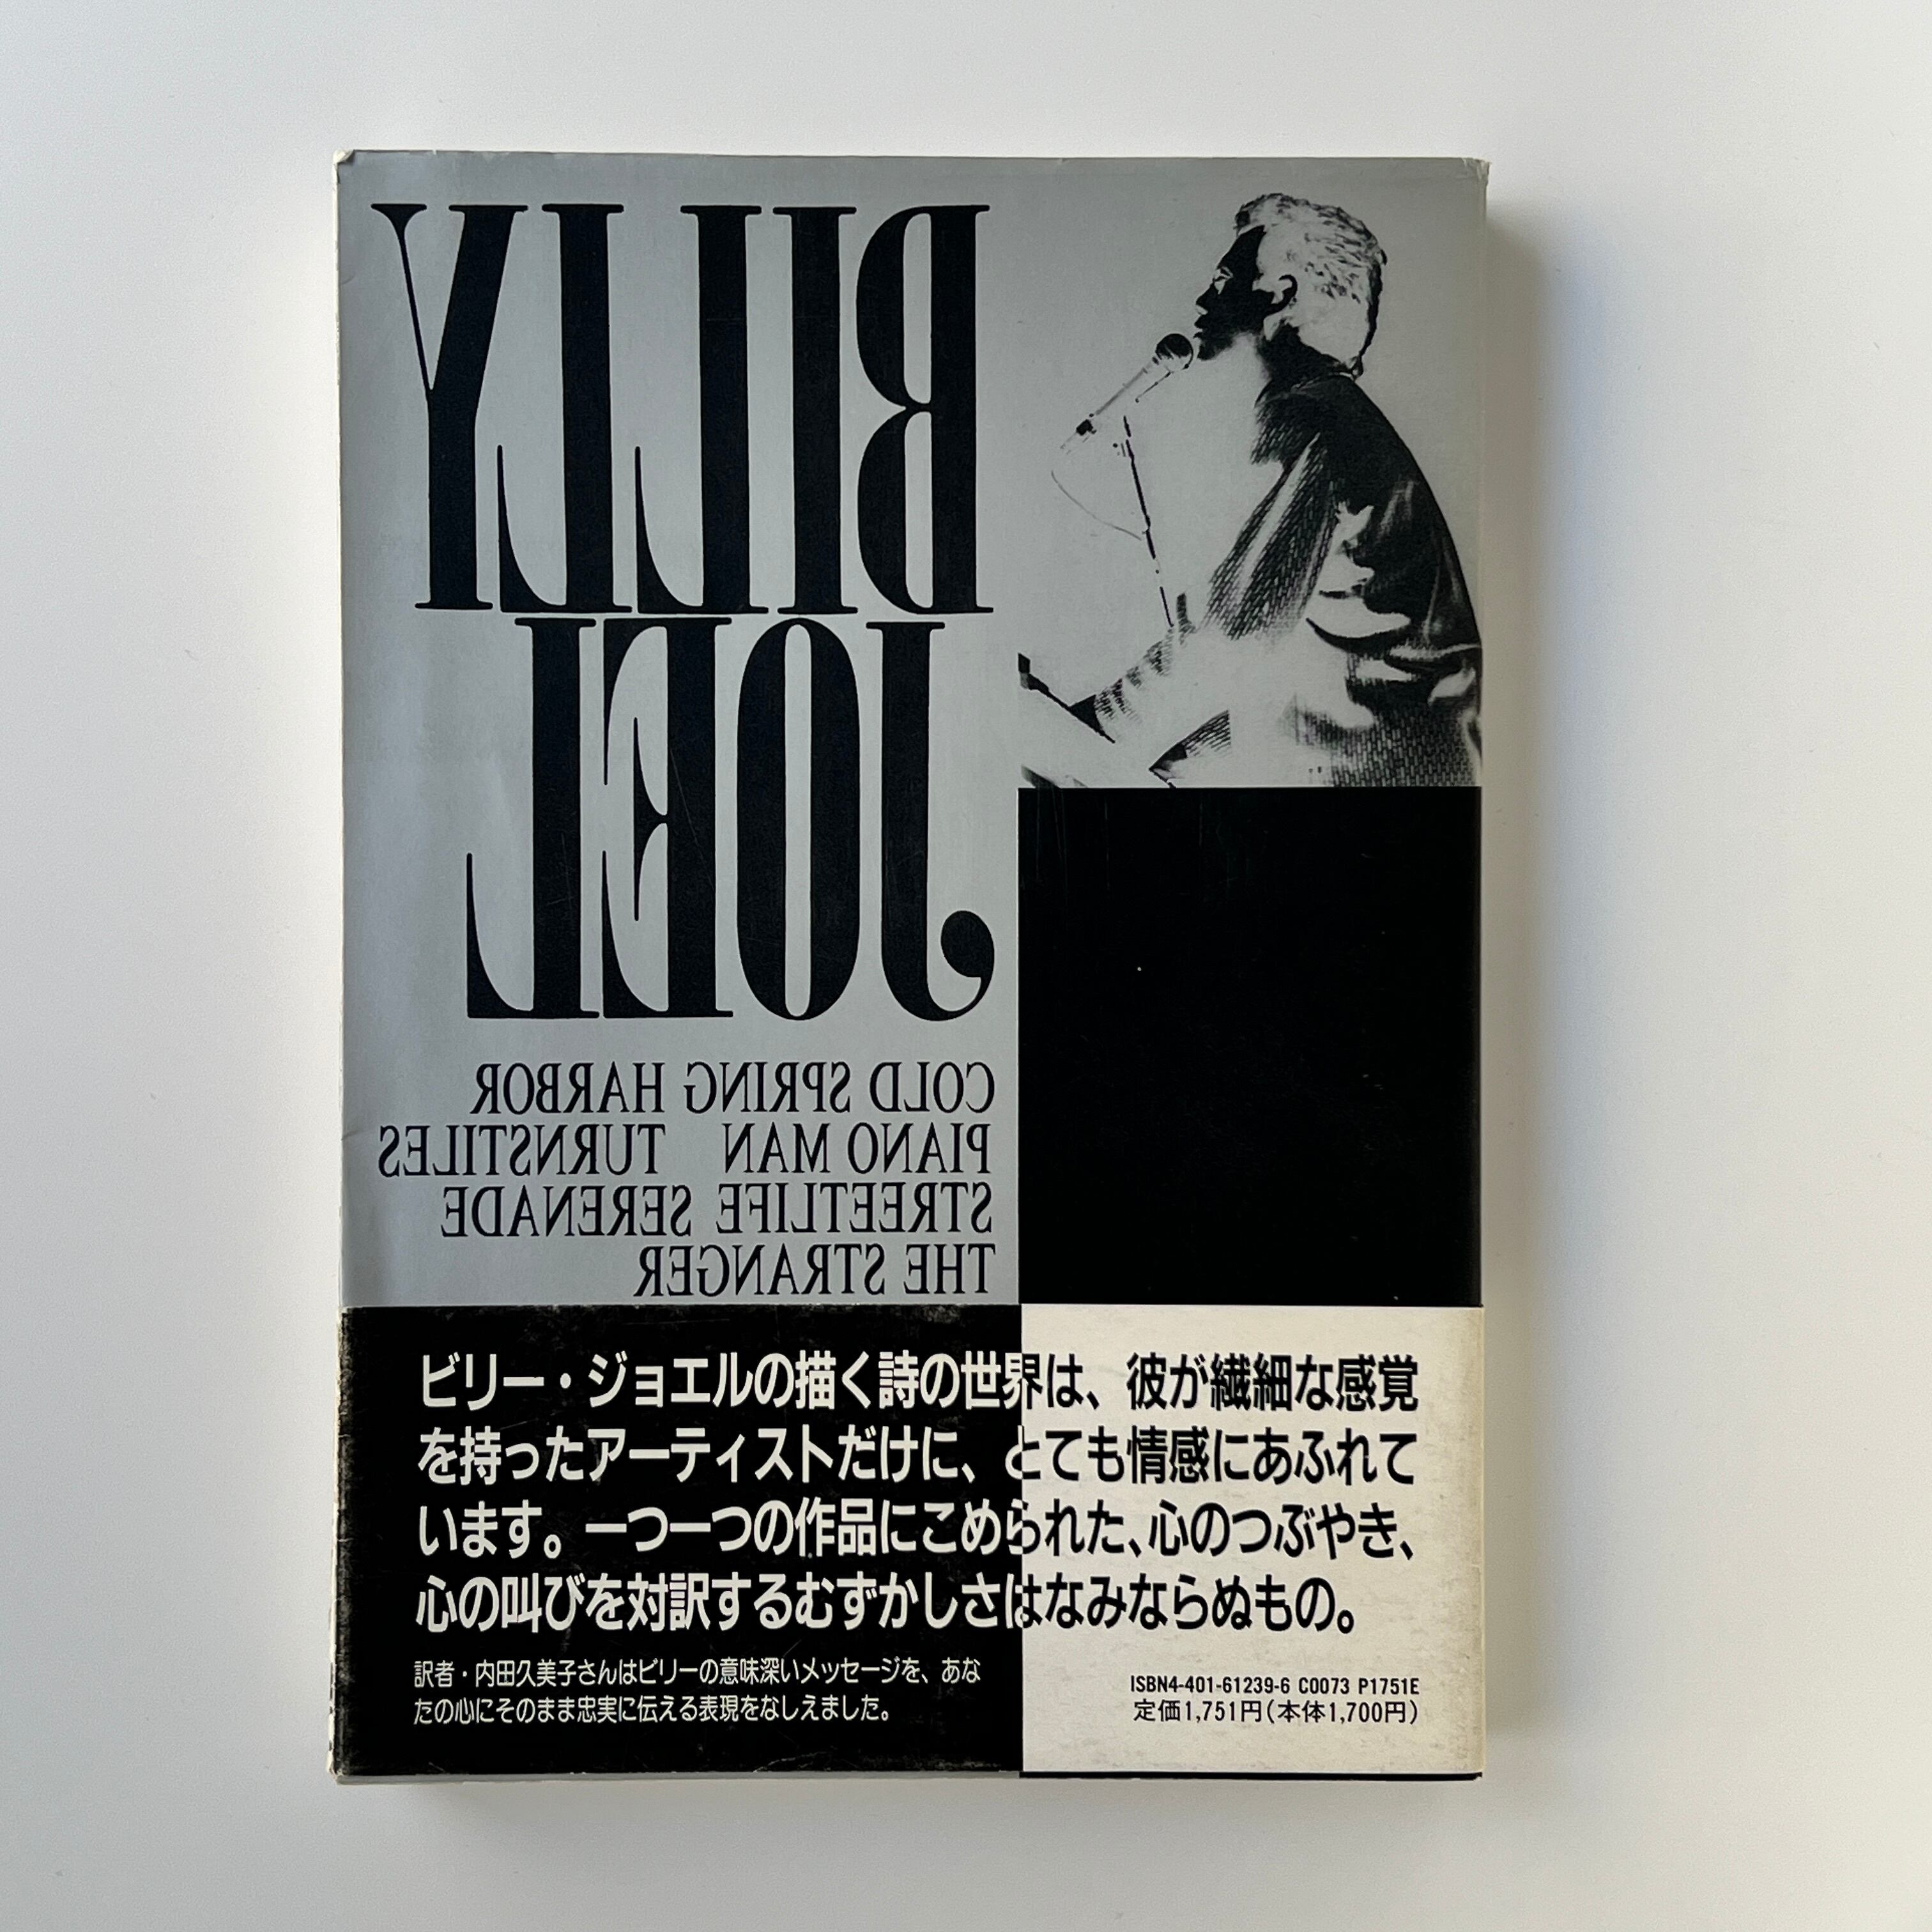 BILLY
JOEL
COLD SPRING HARBOR
PIANO MAN TURNSTILES
STREETLIFE SERENADE
THE STRANGER
ビリー・ジョエルの描く詩の世界は、彼が繊細な感覚
を持ったアーティストだけに、とても情感にあふれて
います。一つ一つの作品にこめられた、心のつぶやき、
心の叫びを対訳するむずかしさはなみならぬもの。
訳者・内田久美子さんはビリーの意味深いメッセージを、あな
たの心にそのまま忠実に伝える表現をなしえました。
ISBN4-401-61239-6 C0073 P1751E
定価1,751円(本体1,700円)